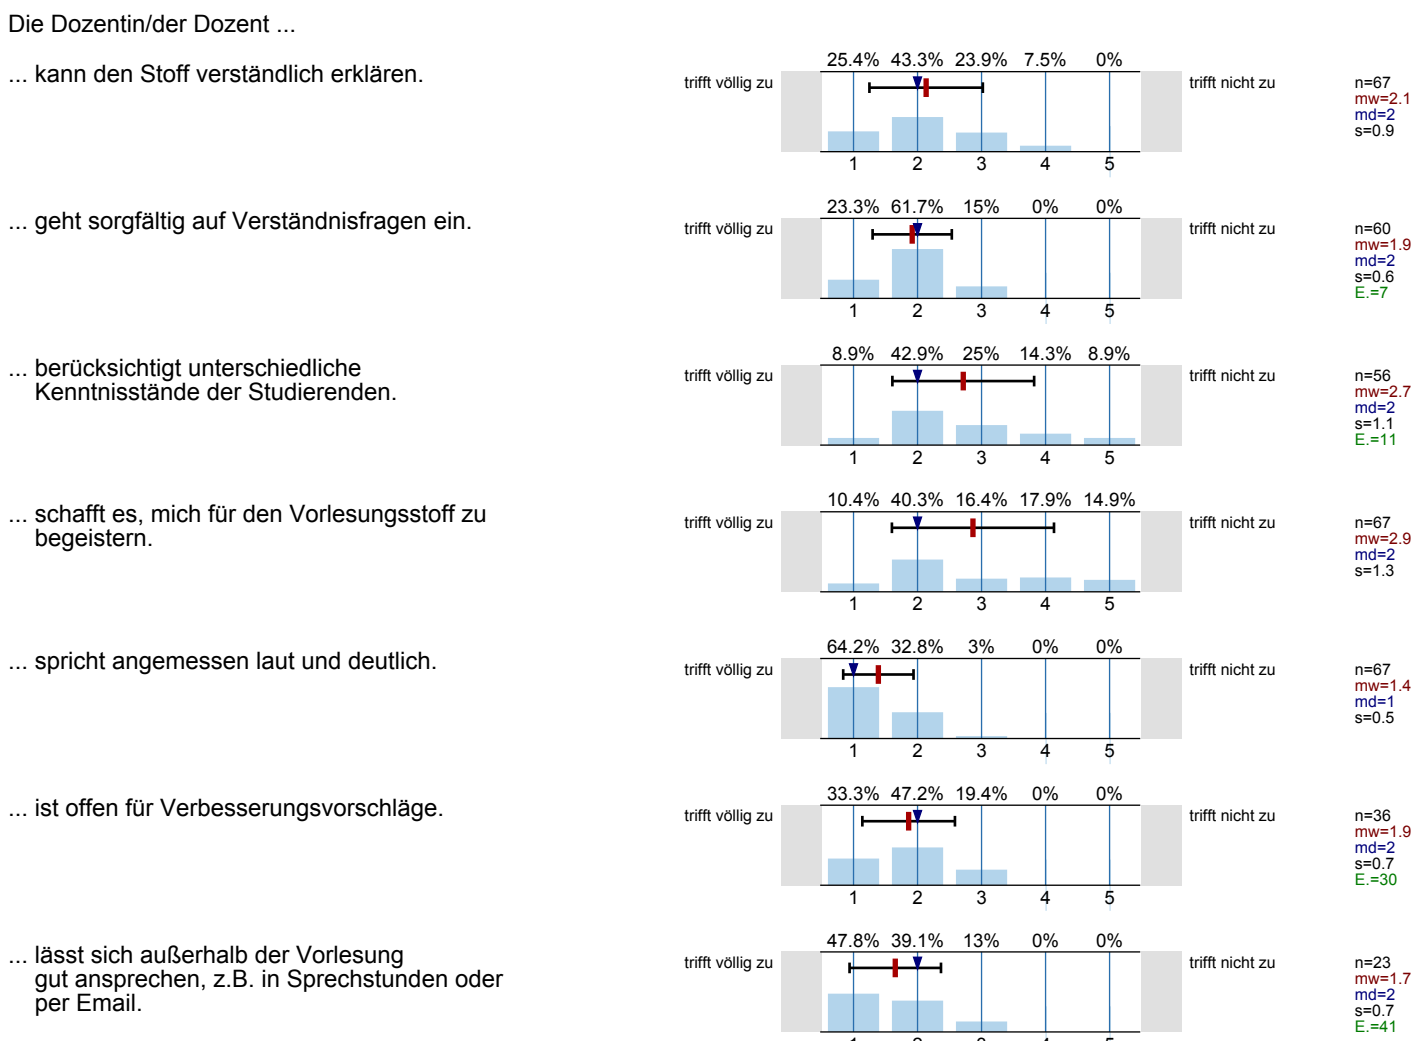 Die Dozentin/der Dozent ...
... kann den Stoff verständlich erklären.
trifft völlig zu
25.4% 43.3% 23.9% 7.5% 0%
1 2 3 4 5
trifft nicht zu
n=67
mw=2.1
md=2
s=0.9
... geht sorgfältig auf Verständnisfragen ein.
trifft völlig zu
23.3% 61.7% 15% 0% 0%
1 2 3 4 5
trifft nicht zu
n=60
mw=1.9
md=2
s=0.6
E.=7
... berücksichtigt unterschiedliche
Kenntnisstände der Studierenden.
trifft völlig zu
8.9% 42.9% 25% 14.3% 8.9%
1 2 3 4 5
trifft nicht zu
n=56
mw=2.7
md=2
s=1.1
E.=11
... schafft es, mich für den Vorlesungsstoff zu
begeistern.
trifft völlig zu
10.4% 40.3% 16.4% 17.9% 14.9%
1 2 3 4 5
trifft nicht zu
n=67
mw=2.9
md=2
s=1.3
... spricht angemessen laut und deutlich.
trifft völlig zu
64.2% 32.8% 3% 0% 0%
1 2 3 4 5
trifft nicht zu
n=67
mw=1.4
md=1
s=0.5
... ist offen für Verbesserungsvorschläge.
trifft völlig zu
33.3% 47.2% 19.4% 0% 0%
1 2 3 4 5
trifft nicht zu
n=36
mw=1.9
md=2
s=0.7
E.=30
... lässt sich außerhalb der Vorlesung
gut ansprechen, z.B. in Sprechstunden oder
per Email.
trifft völlig zu
47.8% 39.1% 13% 0% 0%
trifft nicht zu
n=23
mw=1.7
md=2
s=0.7
E.=41